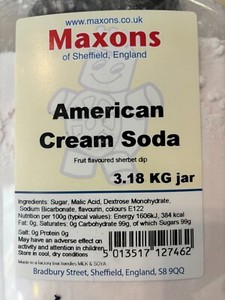 www.maxons.co.uk
Maxons
of Sheffield, England
American
Cream Soda
Fruit flavoured sherbet dip
3.18 KG jar
Ingredients: Sugar, Malic Acid, Dextrose Monohydrate,
Sodium Bicarbonate, flavourin, colours E122
Nutrition per 100g (typical values): Energy 1606kJ, 384 kcal
Fat: 0g, Saturates: 0g Carbohydrate 99g, of which Sugars 99g
Salt: 0g Protein 0g
May have an adverse effect on
activity and attention in children
Store in cool, dry conditions
Made in a factory that handles MILK & SOYA
5 013517 127462
Bradbury Street, Sheffield, England, S8 9QQ